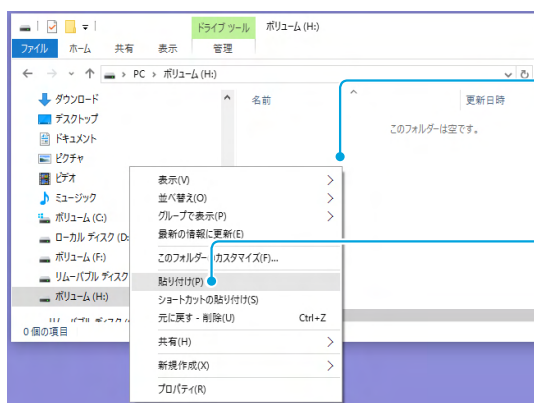 ドライブ ツール
ボリューム (H:)
ファイル
ホーム
共有
表示
管理
PC
ボリューム (H:)
ダウンロード
デスクトップ
ドキュメント
ピクチャ
ビデオ
ミュージック
ボリューム (C:)
ローカル ディスク (D:
ボリューム (F:)
リムーバブル ディスク
ボリューム (H:)
名前
更新日時
このフォルダーは空です。
表示(V)
並べ替え(O)
グループで表示(P)
最新の情報に更新(E)
このフォルダーのカスタマイズ(F)...
貼り付け(P)
ショートカットの貼り付け(S)
元に戻す - 削除(U) Ctrl+Z
共有(H)
新規作成(X)
プロパティ(R)
0 個の項目